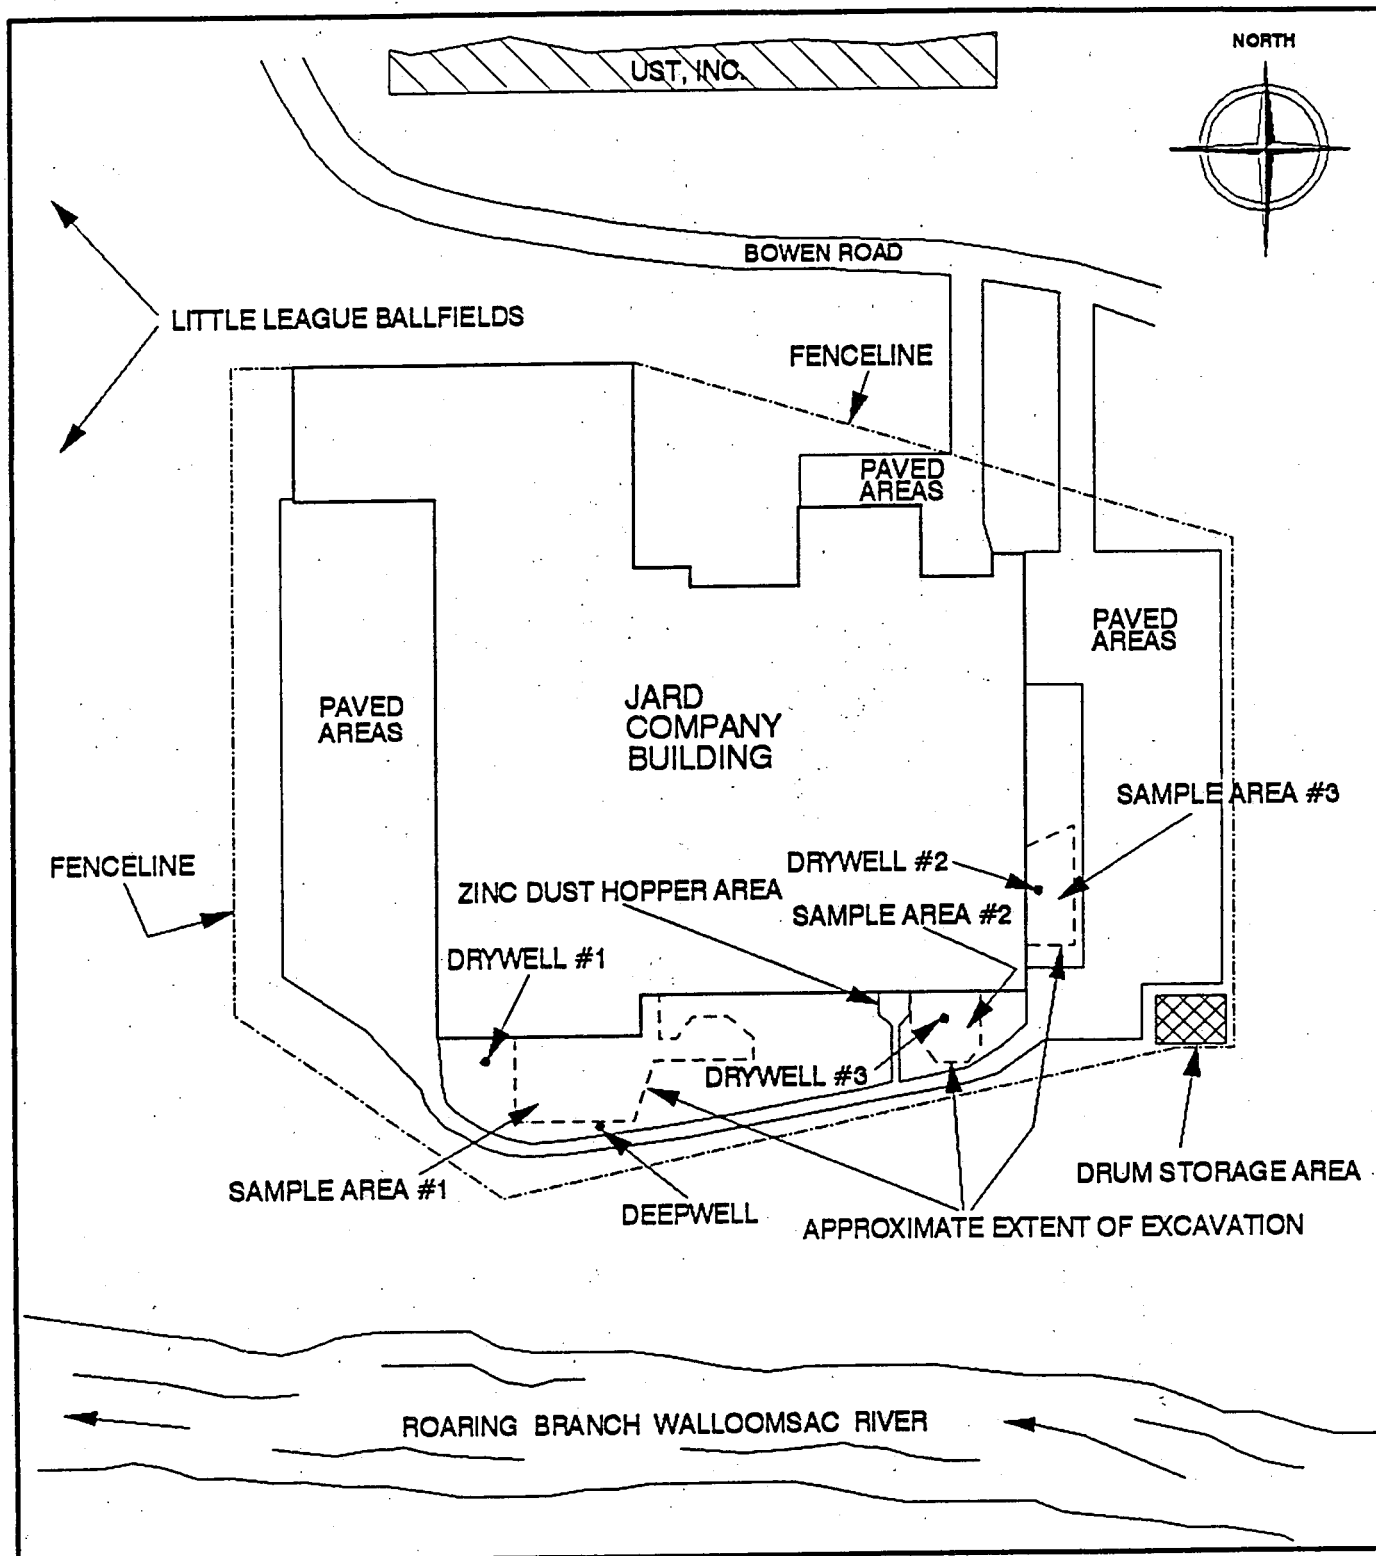 NORTH
UST, INC.
BOWEN ROAD
LITTLE LEAGUE BALLFIELDS
FENCELINE
PAVED
AREAS
PAVED
AREAS
JARD
COMPANY
BUILDING
PAVED
AREAS
SAMPLE AREA #3
FENCELINE
DRYWELL #2
ZINC DUST HOPPER AREA
SAMPLE AREA #2
DRYWELL #1
DRYWELL #3
SAMPLE AREA #1
DEEPWELL
DRUM STORAGE AREA
APPROXIMATE EXTENT OF EXCAVATION
ROARING BRANCH WALLOOMSAC RIVER